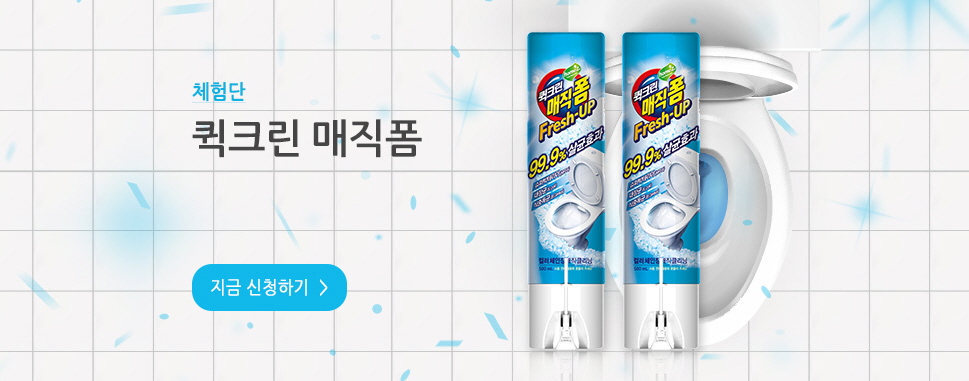 체험단
퀵크린 매직폼
지금 신청하기 >
퀵크린
매직폼
Fresh-UP
99.9% 살균효과
퀵크린
매직폼
Fresh-UP
99.9% 살균효과